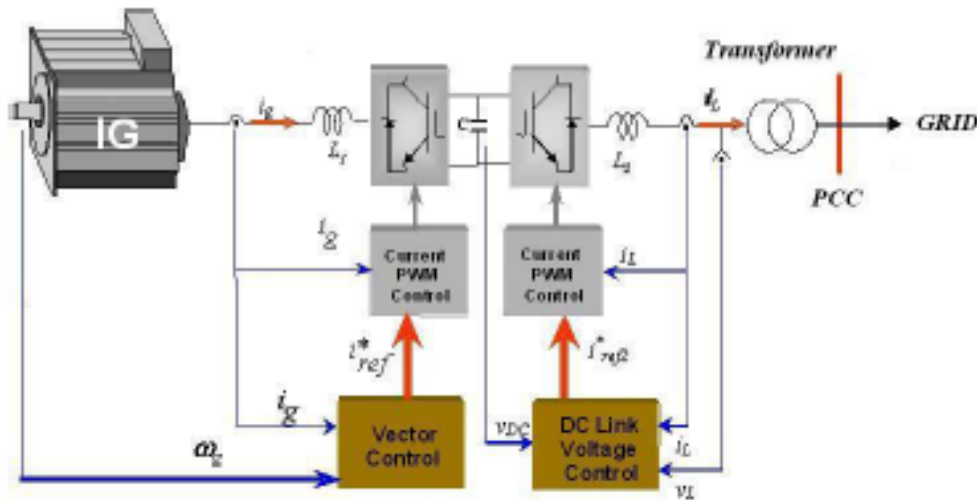 Transformer
IG
i_g
L_1
C
L_2
i_L
GRID
PCC
i_g
Current
PWM
Control
Current
PWM
Control
i_L
i*_ref
i*_ref2
i_g
Vector
Control
v_DC
DC Link
Voltage
Control
i_L
v_L